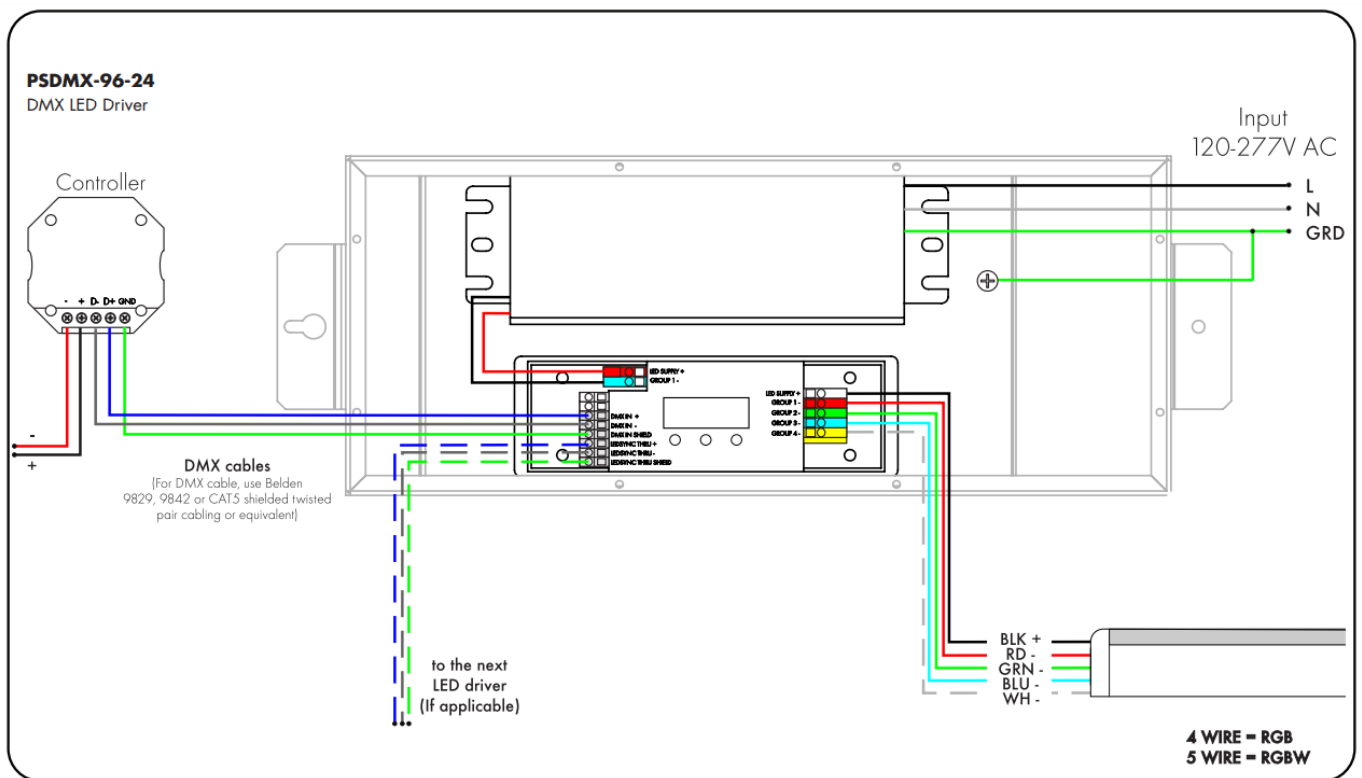 PSDMX-96-24
DMX LED Driver
Input
120-277V AC
L
N
GRD
Controller
- + D- D+ GND
-
+
DMX cables
(For DMX cable, use Belden
9829, 9842 or CAT5 shielded twisted
pair cabling or equivalent)
LED SUPPLY +
GROUP 1 -
DMX IN +
DMX IN -
DMX IN SHIELD
LEDSYNC THRU +
LEDSYNC THRU -
LEDSYNC THRU SHIELD
LED SUPPLY +
GROUP 1 -
GROUP 2 -
GROUP 3 -
GROUP 4 -
to the next
LED driver
(If applicable)
BLK +
RD -
GRN -
BLU -
WH -
4 WIRE = RGB
5 WIRE = RGBW